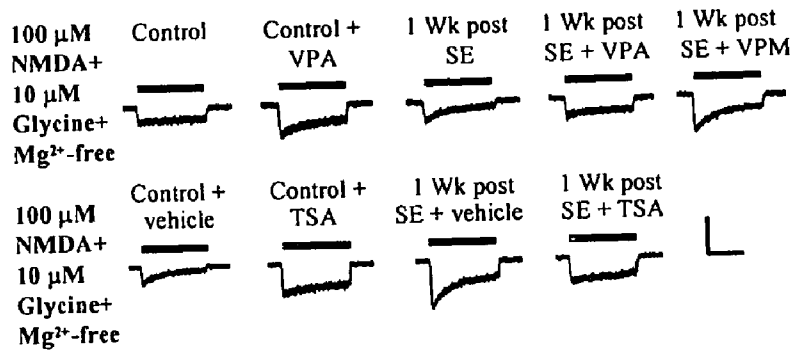 100 µM
NMDA+
10 µM
Glycine+
Mg²⁺-free
Control
Control +
VPA
1 Wk post
SE
1 Wk post
SE + VPA
1 Wk post
SE + VPM
100 µM
NMDA+
10 µM
Glycine+
Mg²⁺-free
Control +
vehicle
Control +
TSA
1 Wk post
SE + vehicle
1 Wk post
SE + TSA